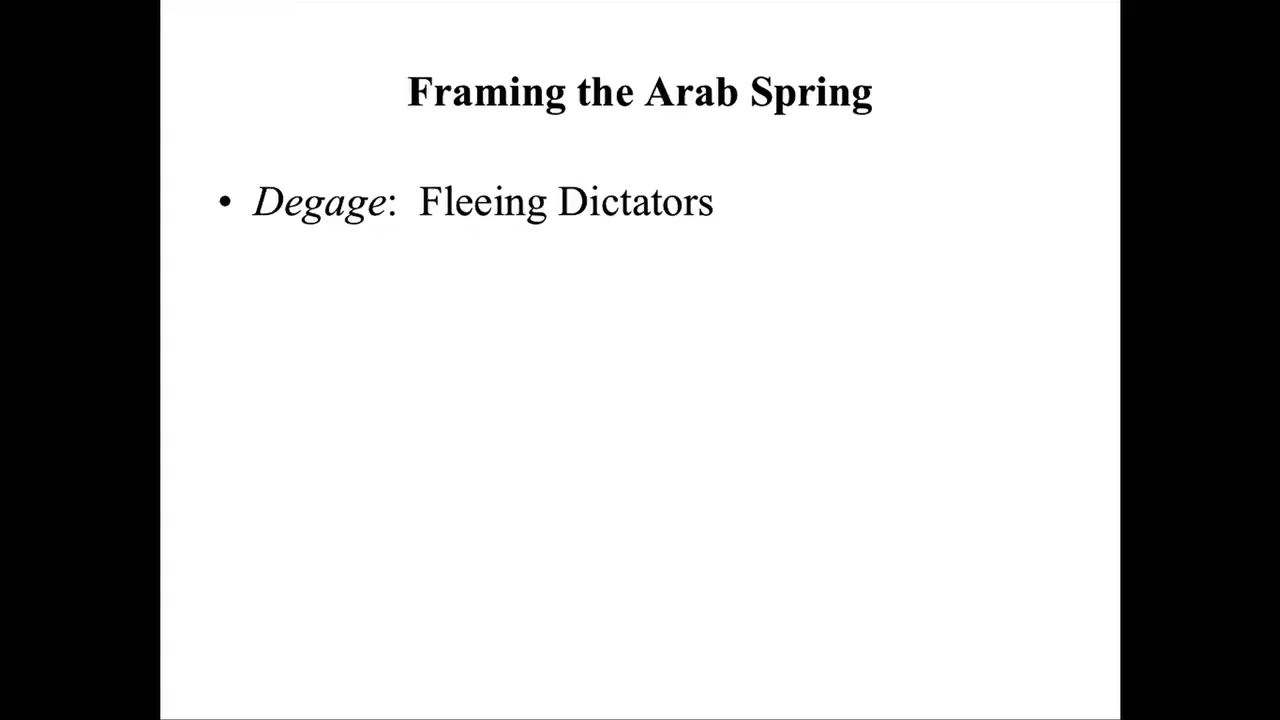 Framing the Arab Spring
• Degage: Fleeing Dictators